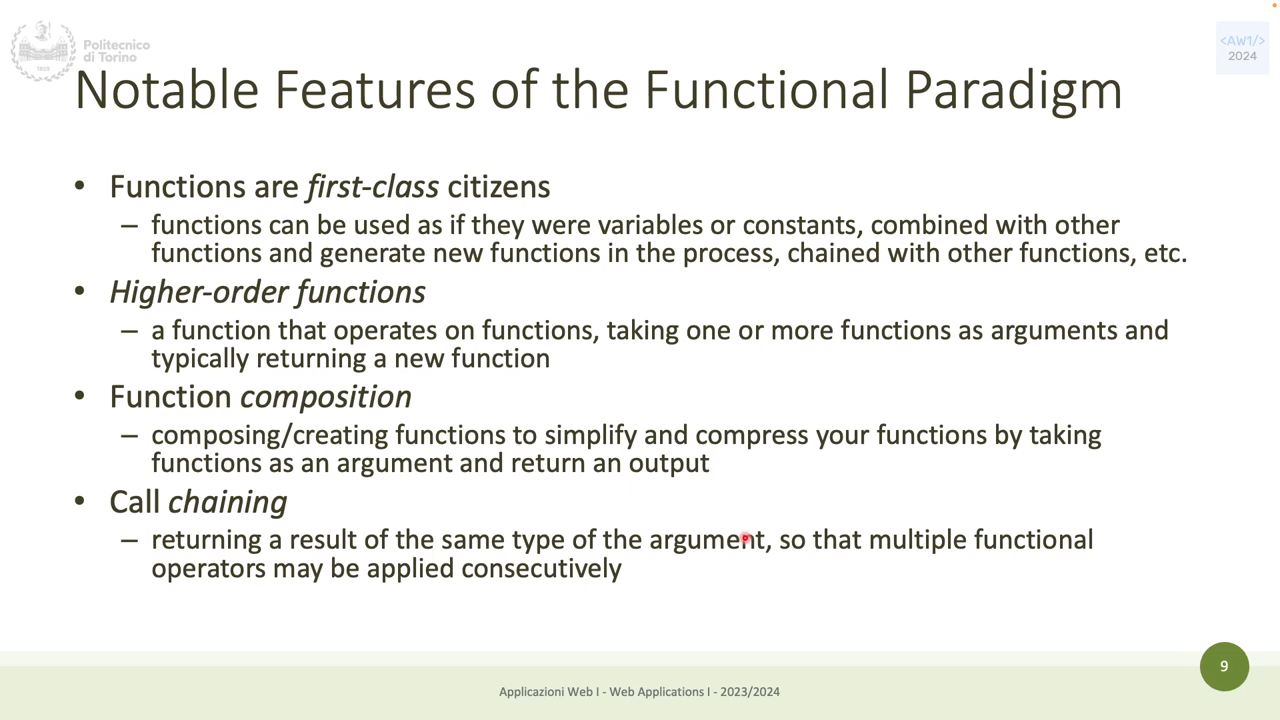 Politecnico
di Torino
1859
<AW1/>
2024
Notable Features of the Functional Paradigm
• Functions are first-class citizens
– functions can be used as if they were variables or constants, combined with other
functions and generate new functions in the process, chained with other functions, etc.
• Higher-order functions
– a function that operates on functions, taking one or more functions as arguments and
typically returning a new function
• Function composition
– composing/creating functions to simplify and compress your functions by taking
functions as an argument and return an output
• Call chaining
– returning a result of the same type of the argument, so that multiple functional
operators may be applied consecutively
9
Applicazioni Web I - Web Applications I - 2023/2024